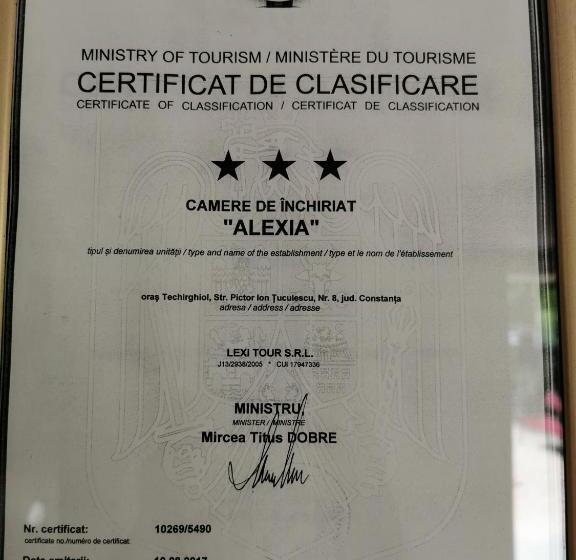 MINISTRY OF TOURISM / MINISTÈRE DU TOURISME
CERTIFICAT DE CLASIFICARE
CERTIFICATE OF CLASSIFICATION / CERTIFICAT DE CLASSIFICATION
CAMERE DE ÎNCHIRIAT
"ALEXIA"
tipul și denumirea unității / type and name of the establishment / type et le nom de l'établissement
oraș Techirghiol, Str. Pictor Ion Țuculescu, Nr. 8, jud. Constanța
adresa / address / adresse
LEXI TOUR S.R.L.
J13/2938/2005 * CUI 17947336
MINISTRU,
MINISTER / MINISTRE
Mircea Titus DOBRE
Nr. certificat: 10269/5490
certificate no./numéro de certificat: